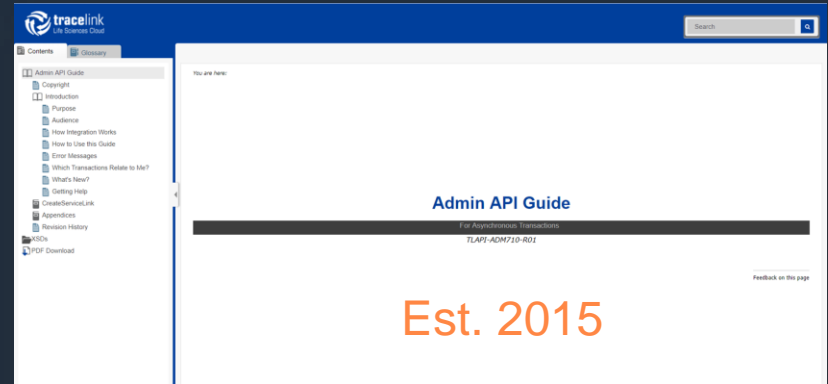 tracelink
Life Sciences Cloud
Search
Contents
Glossary
Admin API Guide
Copyright
Introduction
Purpose
Audience
How Integration Works
How to Use this Guide
Error Messages
Which Transactions Relate to Me?
What's New?
Getting Help
CreateServiceLink
Appendices
Revision History
XSDs
PDF Download
You are here:
Admin API Guide
For Asynchronous Transactions
TLAPI-ADM710-R01
Feedback on this page
Est. 2015